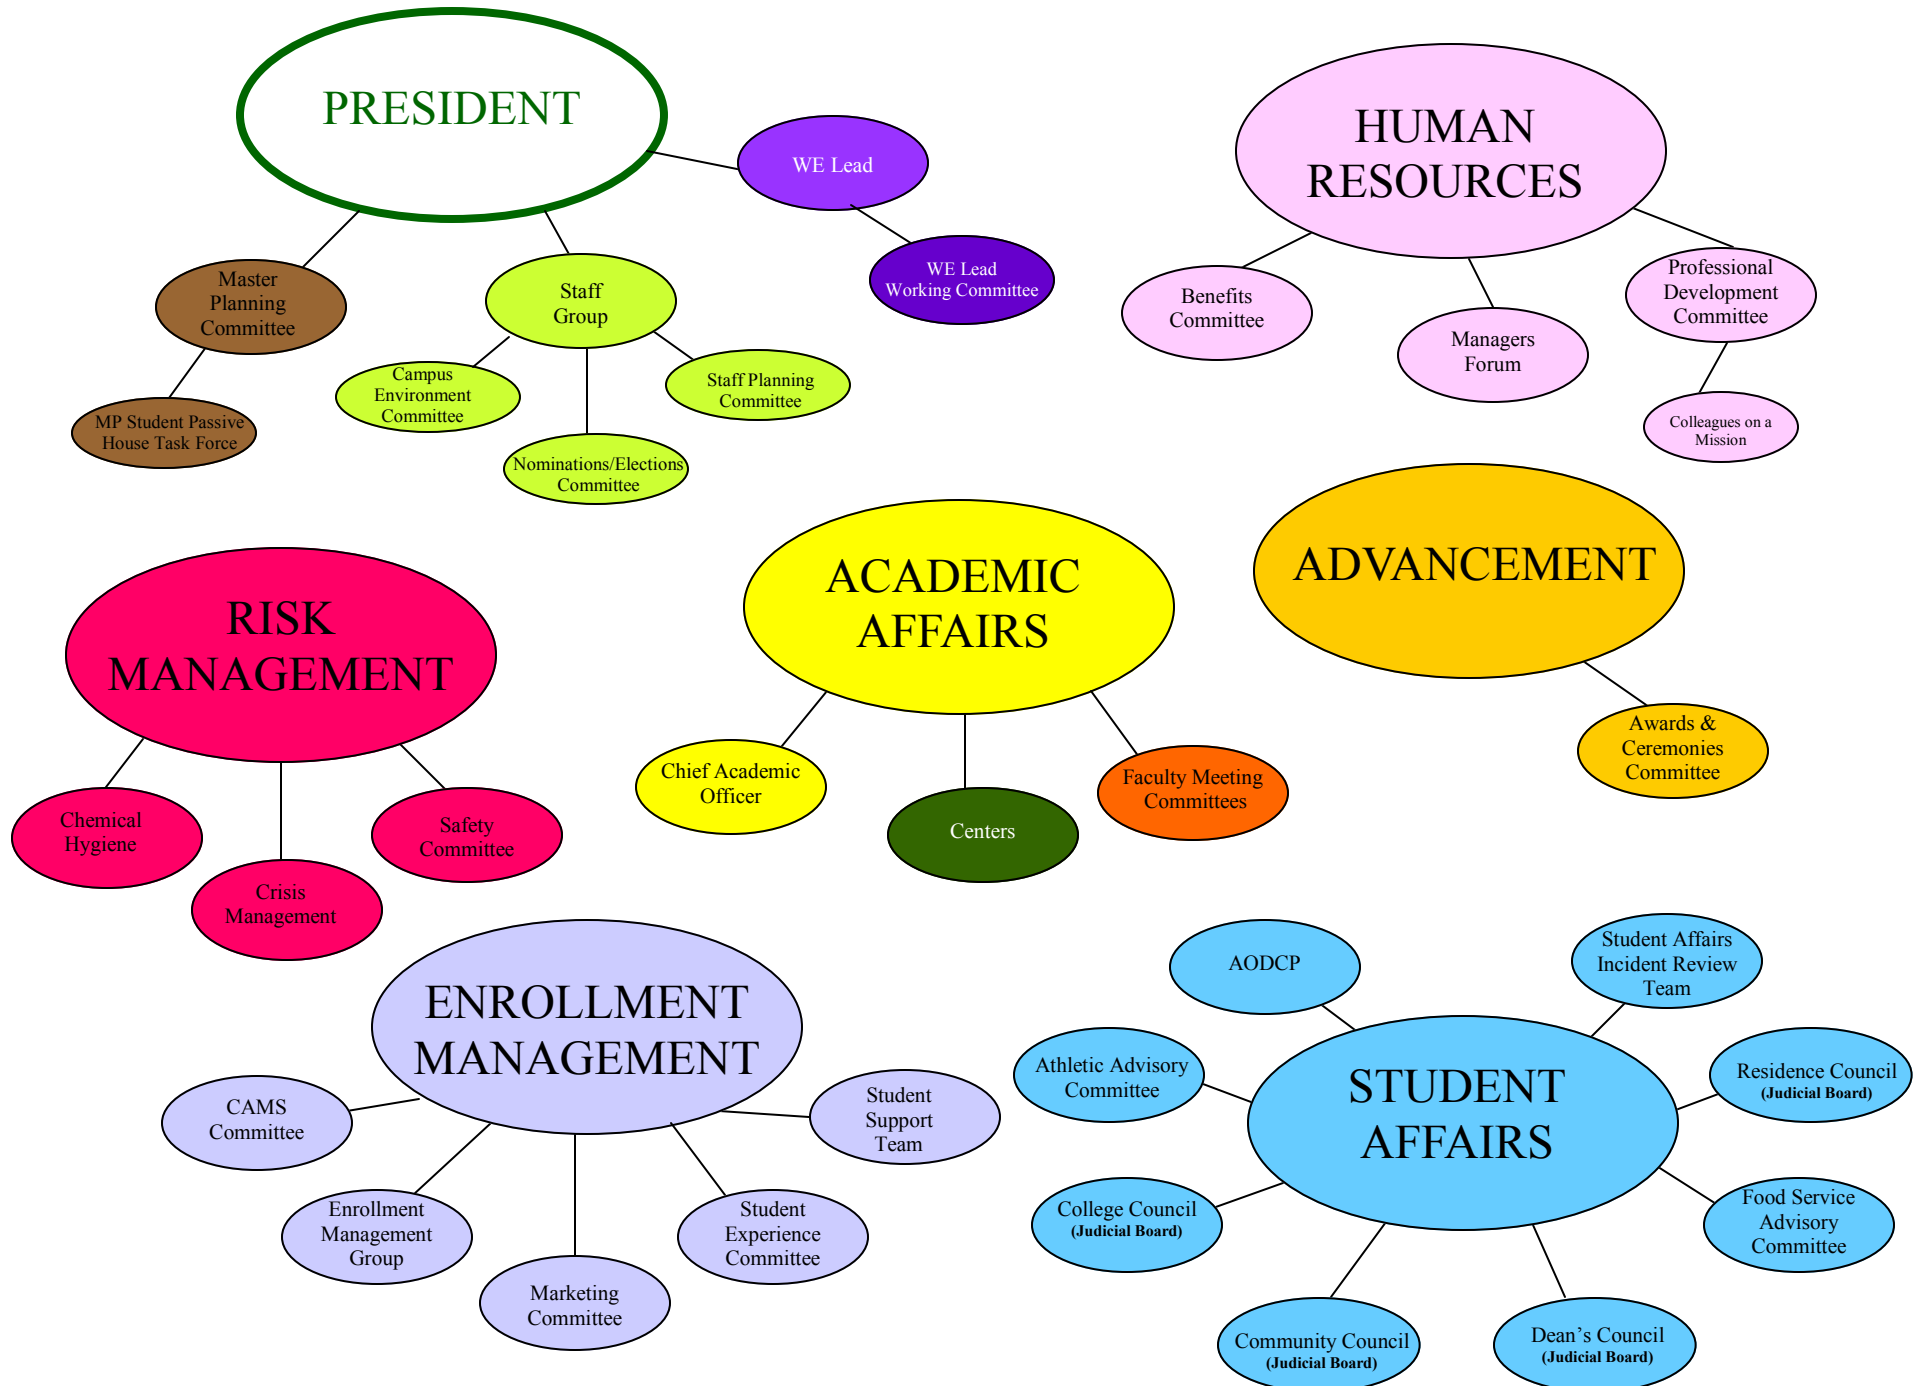 PRESIDENT
WE Lead
WE Lead
Working Committee
Master
Planning
Committee
MP Student Passive
House Task Force
Staff
Group
Campus
Environment
Committee
Nominations/Elections
Committee
Staff Planning
Committee
HUMAN
RESOURCES
Benefits
Committee
Managers
Forum
Professional
Development
Committee
Colleagues on a
Mission
RISK
MANAGEMENT
Chemical
Hygiene
Crisis
Management
Safety
Committee
ACADEMIC
AFFAIRS
Chief Academic
Officer
Centers
Faculty Meeting
Committees
ADVANCEMENT
Awards &
Ceremonies
Committee
ENROLLMENT
MANAGEMENT
CAMS
Committee
Enrollment
Management
Group
Marketing
Committee
Student
Experience
Committee
Student
Support
Team
STUDENT
AFFAIRS
AODCP
Student Affairs
Incident Review
Team
Athletic Advisory
Committee
Residence Council
(Judicial Board)
College Council
(Judicial Board)
Food Service
Advisory
Committee
Community Council
(Judicial Board)
Dean’s Council
(Judicial Board)